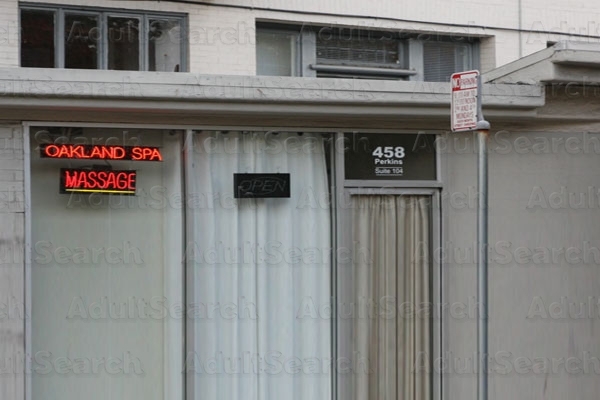 OAKLAND SPA
MASSAGE
OPEN
458
Perkins
Suite 104
AdultSearch